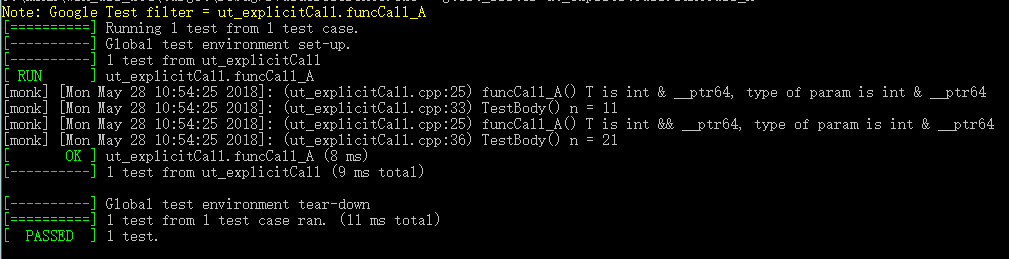 Note: Google Test filter = ut_explicitCall.funcCall_A
[==========] Running 1 test from 1 test case.
[----------] Global test environment set-up.
[----------] 1 test from ut_explicitCall
[ RUN      ] ut_explicitCall.funcCall_A
[monk] [Mon May 28 10:54:25 2018]: (ut_explicitCall.cpp:25) funcCall_A() T is int & __ptr64, type of param is int & __ptr64
[monk] [Mon May 28 10:54:25 2018]: (ut_explicitCall.cpp:33) TestBody() n = 11
[monk] [Mon May 28 10:54:25 2018]: (ut_explicitCall.cpp:25) funcCall_A() T is int && __ptr64, type of param is int & __ptr64
[monk] [Mon May 28 10:54:25 2018]: (ut_explicitCall.cpp:36) TestBody() n = 21
[       OK ] ut_explicitCall.funcCall_A (8 ms)
[----------] 1 test from ut_explicitCall (9 ms total)
[----------] Global test environment tear-down
[==========] 1 test from 1 test case ran. (11 ms total)
[  PASSED  ] 1 test.